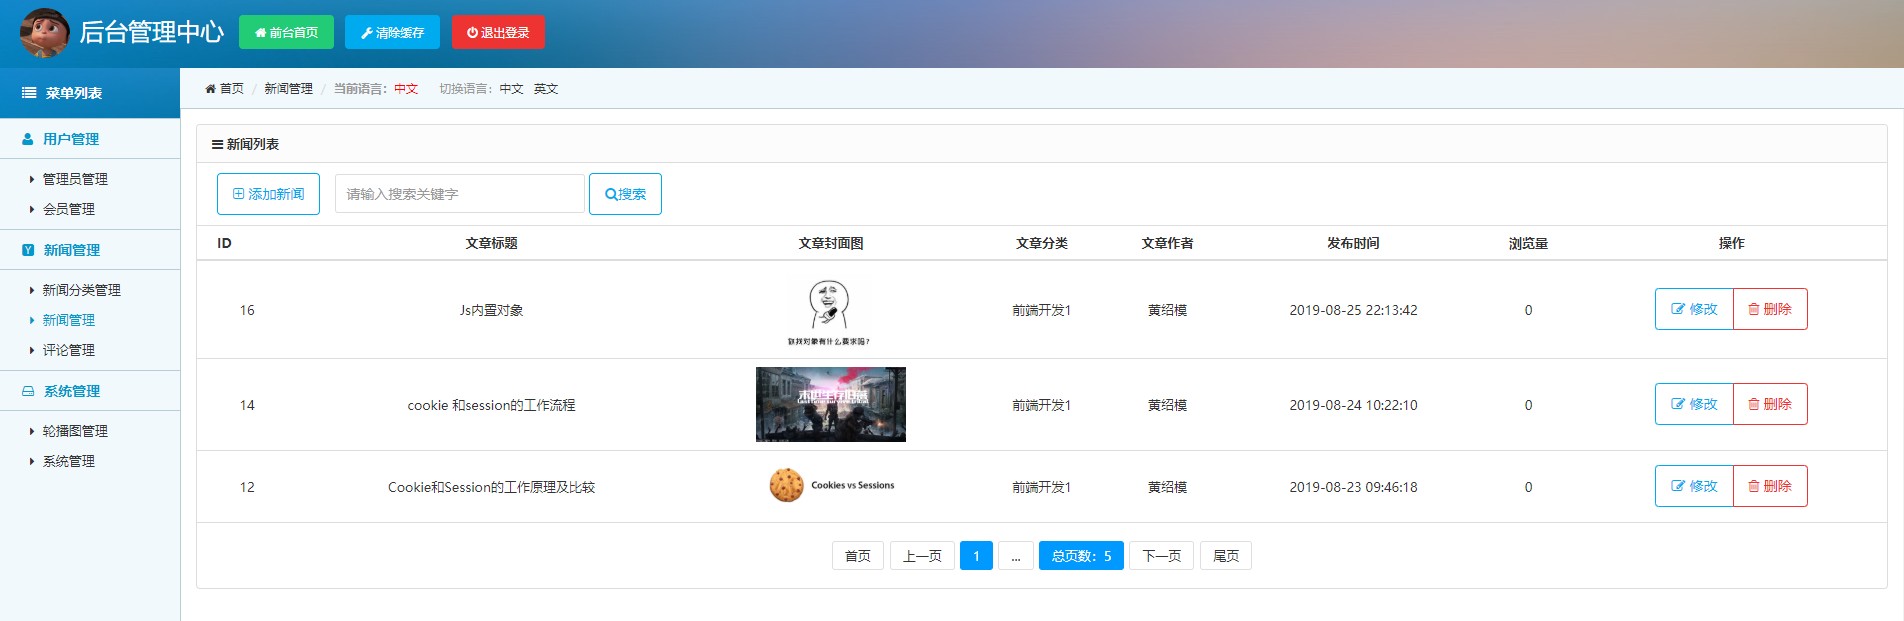 后台管理中心 前台首页 清除缓存 退出登录
菜单列表
首页 / 新闻管理 / 当前语言：中文 切换语言：中文 英文
用户管理
管理员管理
会员管理
新闻管理
新闻分类管理
新闻管理
评论管理
系统管理
轮播图管理
系统管理
新闻列表
添加新闻 请输入搜索关键字 搜索
ID 文章标题 文章封面图 文章分类 文章作者 发布时间 浏览量 操作
16 Js内置对象 前端开发1 黄绍模 2019-08-25 22:13:42 0 修改 删除
你找对象有什么要求吗?
14 cookie 和session的工作流程 前端开发1 黄绍模 2019-08-24 10:22:10 0 修改 删除
12 Cookie和Session的工作原理及比较 Cookies vs Sessions 前端开发1 黄绍模 2019-08-23 09:46:18 0 修改 删除
首页 上一页 1 ... 总页数：5 下一页 尾页